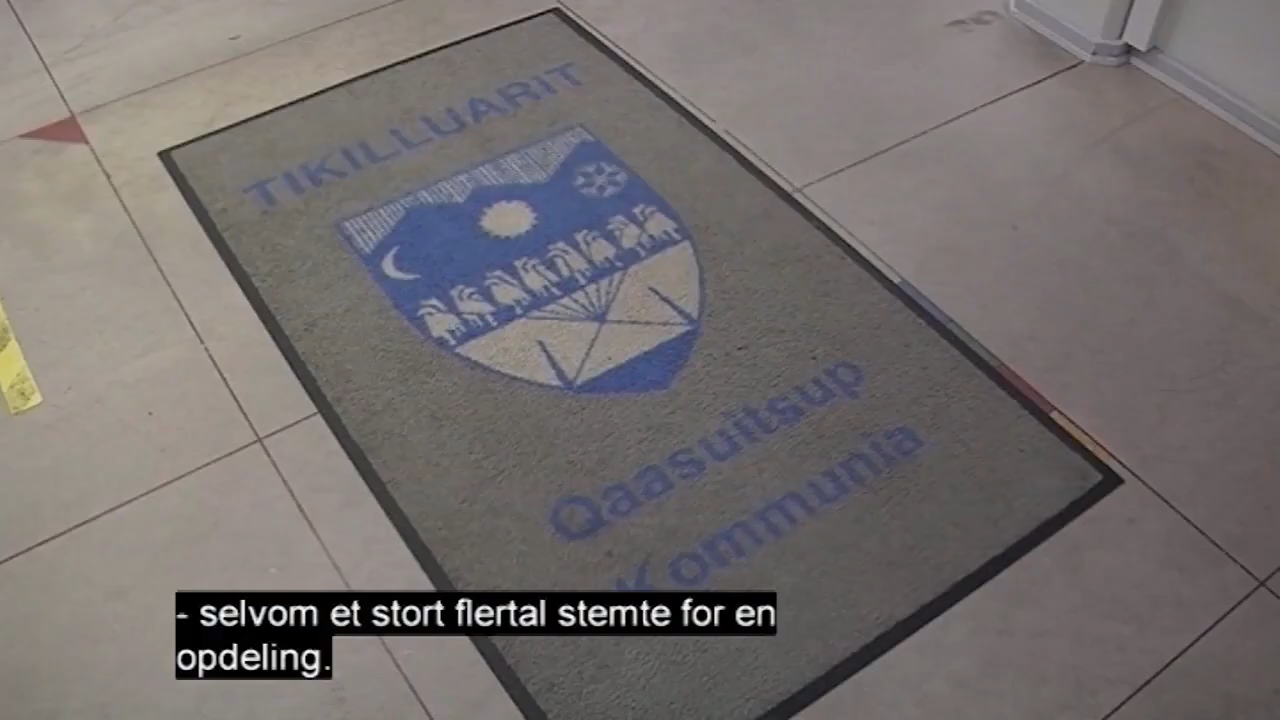 TIKILLUARIT
Qaasuitsup
Kommunia
- selvom et stort flertal stemte for en
opdeling.